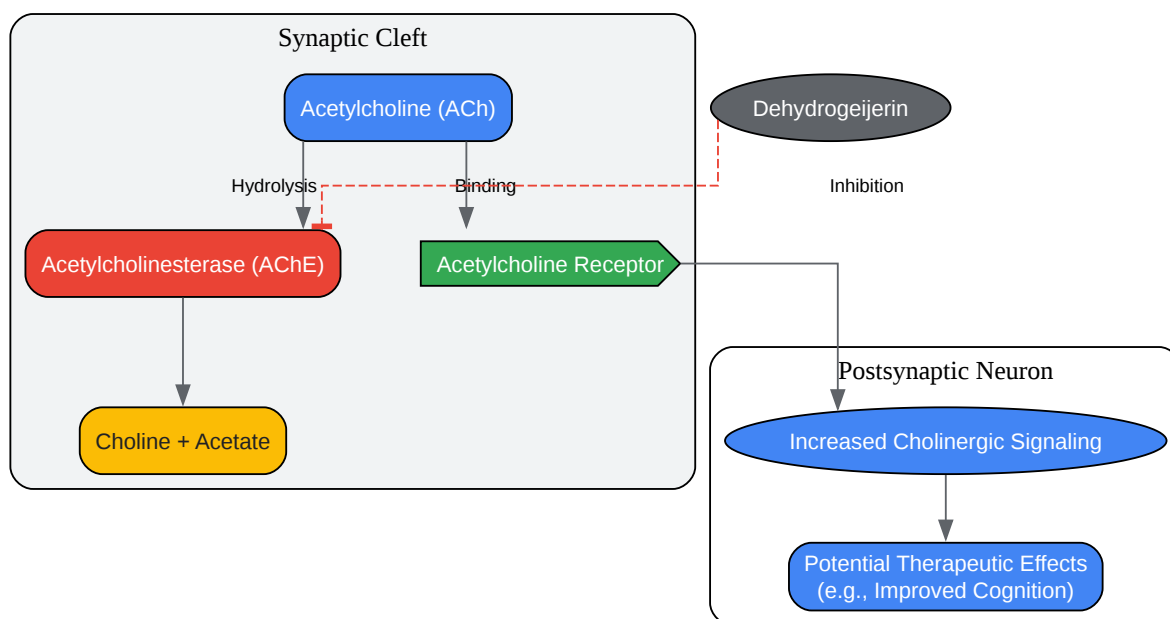 Synaptic Cleft
Acetylcholine (ACh)
Dehydrogeijerin
Hydrolysis
Binding
Inhibition
Acetylcholinesterase (AChE)
Acetylcholine Receptor
Postsynaptic Neuron
Choline + Acetate
Increased Cholinergic Signaling
Potential Therapeutic Effects
(e.g., Improved Cognition)